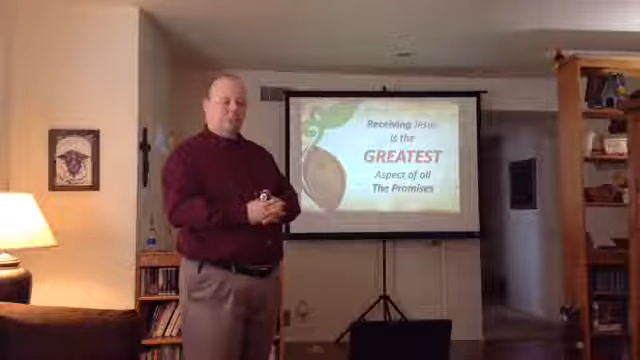 Receiving Jesus
is the
GREATEST
Aspect of all
The Promises